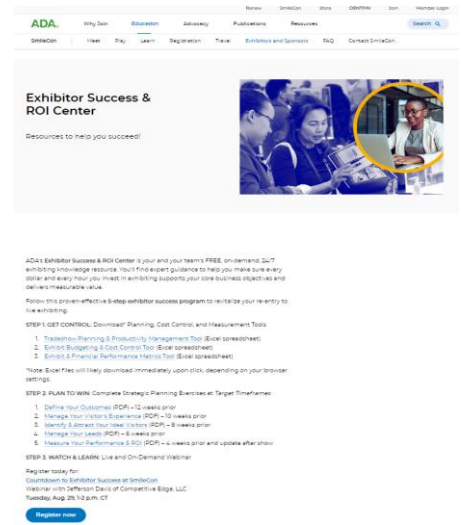 Renew SmileCon Store Join Member Login
ADA. Why Join Education Advocacy Publications Resources Search
SmileCon Meet Play Learn Registration Travel Exhibitors and Sponsors FAQ Contact SmileCon
Exhibitor Success &
ROI Center
Resources to help you succeed!
ADA's Exhibitor Success & ROI Center is your and your team's FREE, on-demand, 24/7
exhibiting knowledge resource. You'll find expert guidance to help you make sure every
dollar and every hour you invest in exhibiting supports your core business objectives and
delivers measurable value.
Follow this proven-effective 5-step exhibitor success program to revitalize your re-entry to
live exhibiting.
STEP 1. GET CONTROL: Download* Planning, Cost Control, and Measurement Tools
1. Tradeshow Planning & Productivity Management Tool (Excel spreadsheet)
2. Exhibit Budgeting & Cost Control Tool (Excel spreadsheet)
3. Exhibit & Financial Performance Metrics Tool (Excel spreadsheet)
*Note: Excel files will likely download immediately upon click, depending on your browser
settings.
STEP 2. PLAN TO WIN: Complete Strategic Planning Exercises at Target Timeframes
1. Define Your Outcomes (PDF) – 12 weeks prior
2. Manage Your Visitor's Experience (PDF) – 10 weeks prior
3. Identify & Attract Your Ideal Visitors (PDF) – 8 weeks prior
4. Manage Your Leads (PDF) – 6 weeks prior
5. Measure Your Performance & ROI (PDF) – 4 weeks prior and update after show
STEP 3. WATCH & LEARN: Live and On-Demand Webinar
Register today for:
Countdown to Exhibitor Success at SmileCon
Webinar with Jefferson Davis of Competitive Edge, LLC
Tuesday, Aug. 29, 1-2 p.m. CT
Register now